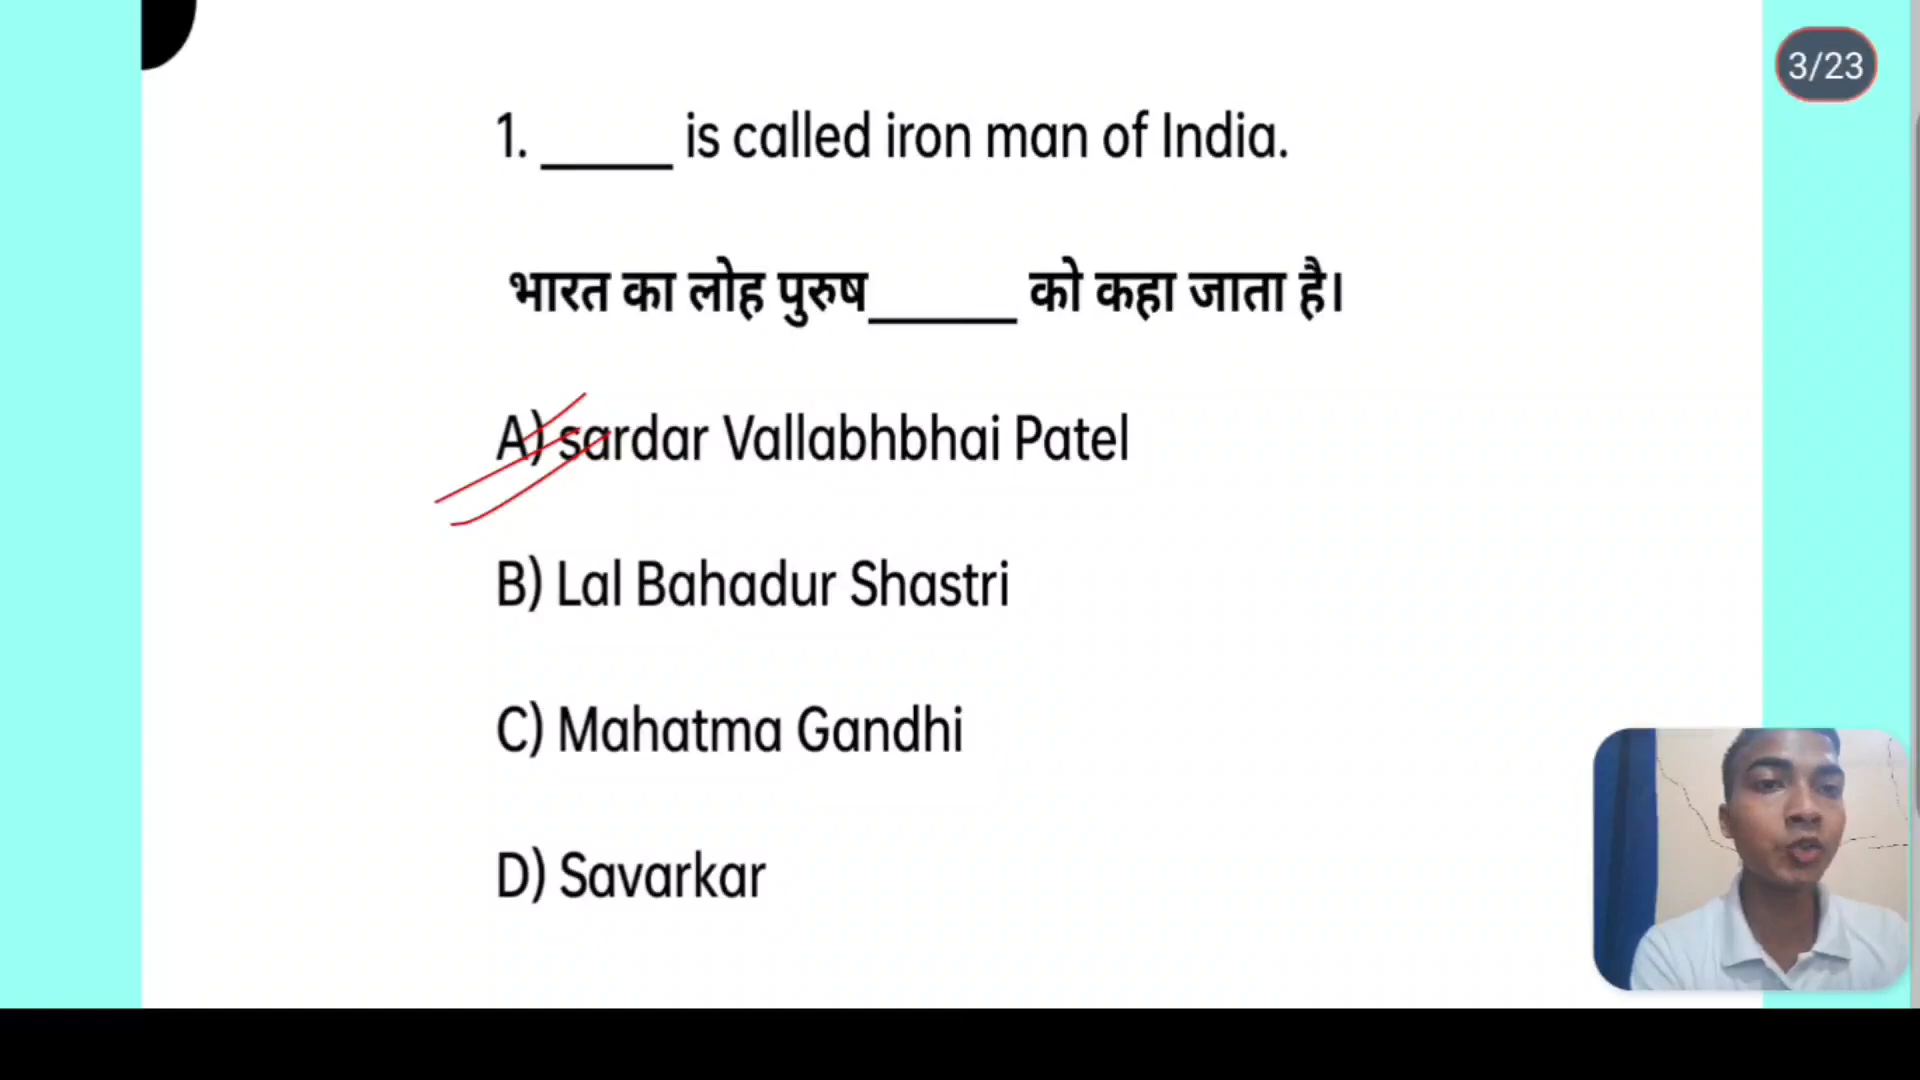 3/23
1. _____ is called iron man of India.
भारत का लोह पुरुष_____ को कहा जाता है।
A) sardar Vallabhbhai Patel
B) Lal Bahadur Shastri
C) Mahatma Gandhi
D) Savarkar